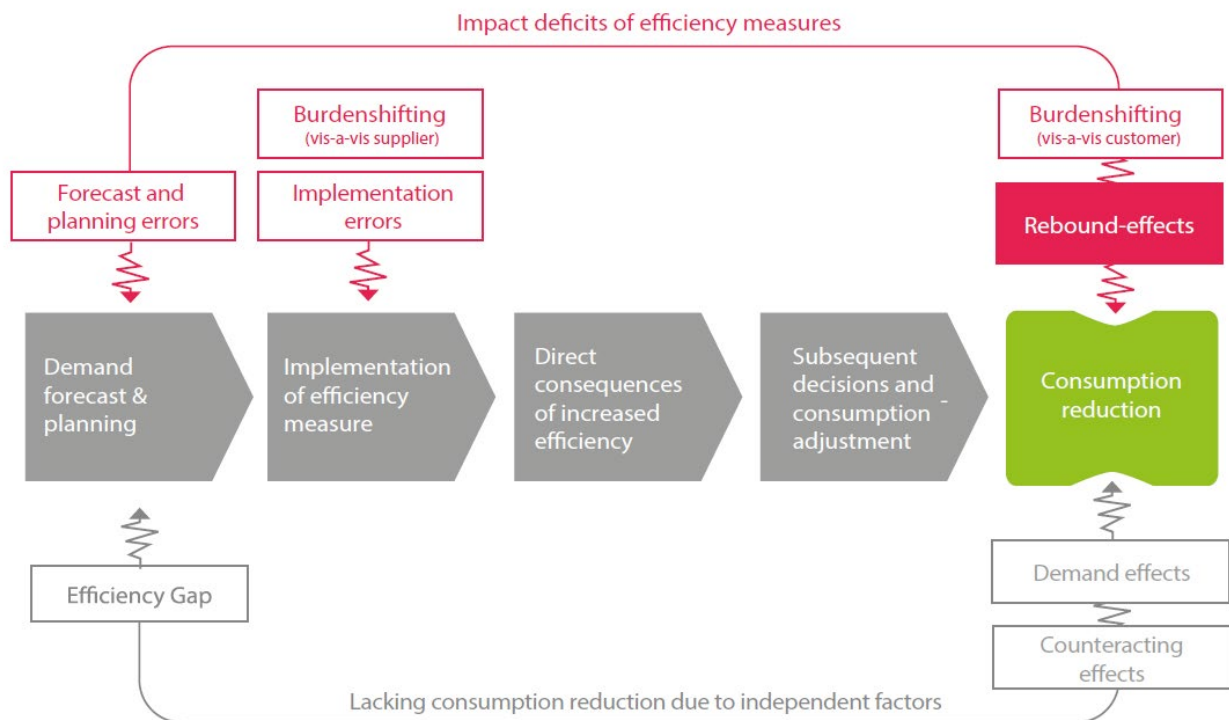 Impact deficits of efficiency measures
Burdenshifting
(vis-a-vis supplier)
Burdenshifting
(vis-a-vis customer)
Forecast and
planning errors
Implementation
errors
Rebound-effects
Demand
forecast &
planning
Implementation
of efficiency
measure
Direct
consequences
of increased
efficiency
Subsequent
decisions and
consumption -
adjustment
Consumption
reduction
Efficiency Gap
Demand effects
Counteracting
effects
Lacking consumption reduction due to independent factors